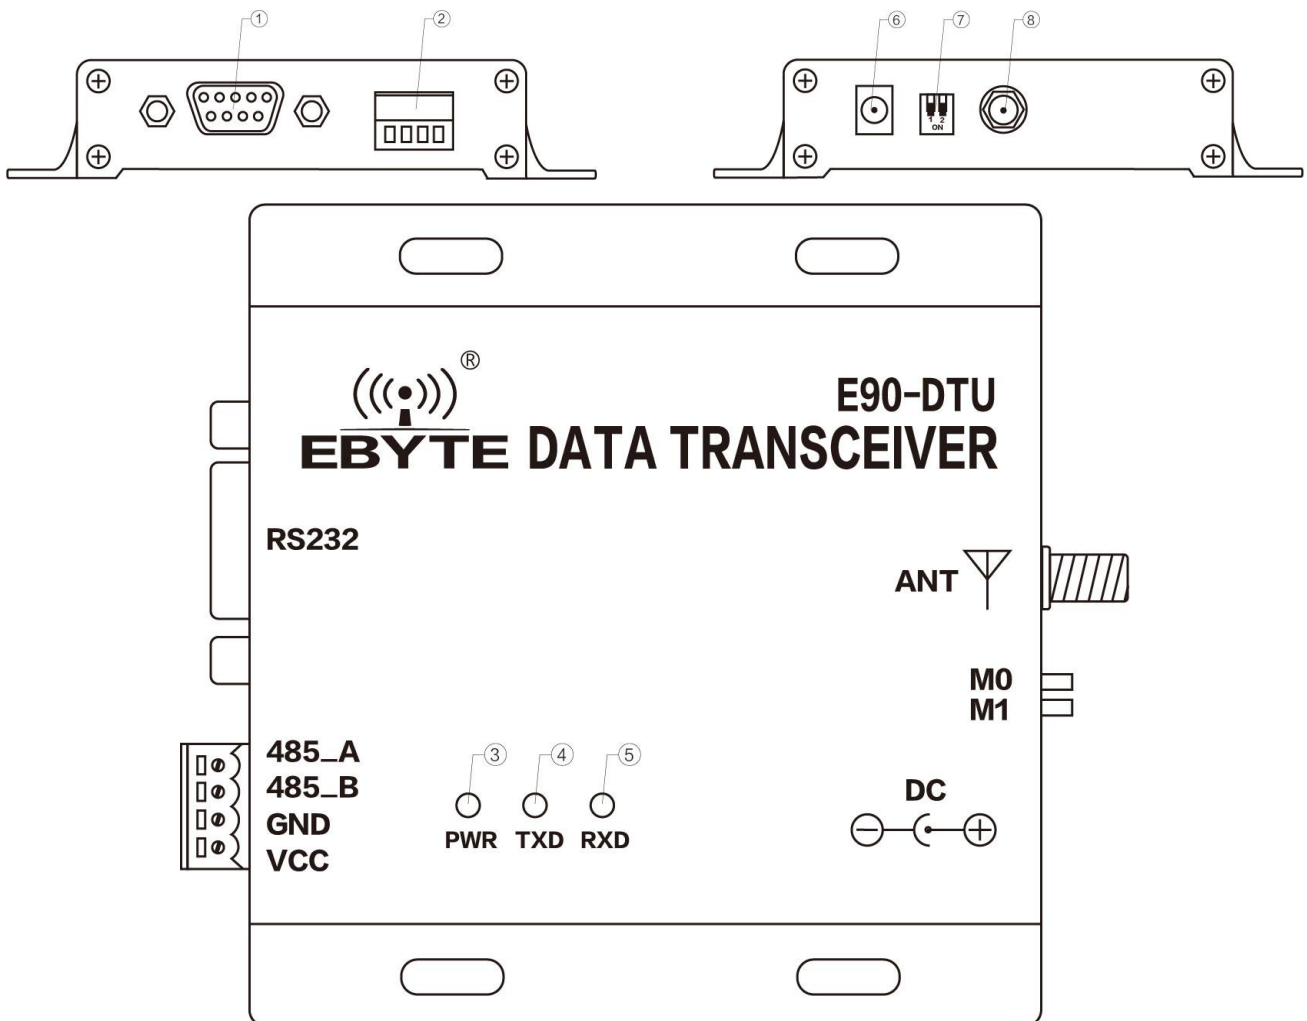 ① ② ⑥ ⑦ ⑧
1 2
ON
®
E90-DTU
EBYTE DATA TRANSCEIVER
RS232
ANT
M0
M1
485_A
485_B
GND
VCC
③ ④ ⑤
PWR TXD RXD
DC